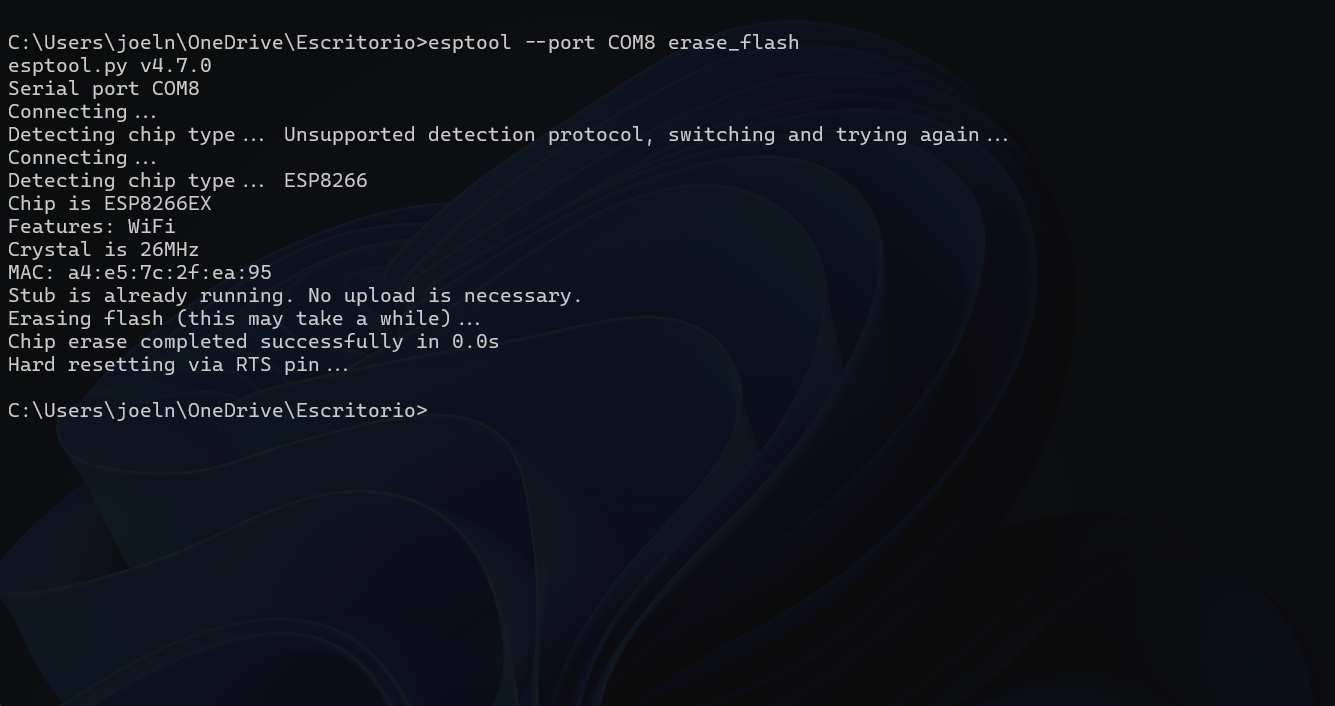 C:\Users\joeln\OneDrive\Escritorio>esptool --port COM8 erase_flash
esptool.py v4.7.0
Serial port COM8
Connecting...
Detecting chip type... Unsupported detection protocol, switching and trying again...
Connecting...
Detecting chip type... ESP8266
Chip is ESP8266EX
Features: WiFi
Crystal is 26MHz
MAC: a4:e5:7c:2f:ea:95
Stub is already running. No upload is necessary.
Erasing flash (this may take a while)...
Chip erase completed successfully in 0.0s
Hard resetting via RTS pin...
C:\Users\joeln\OneDrive\Escritorio>